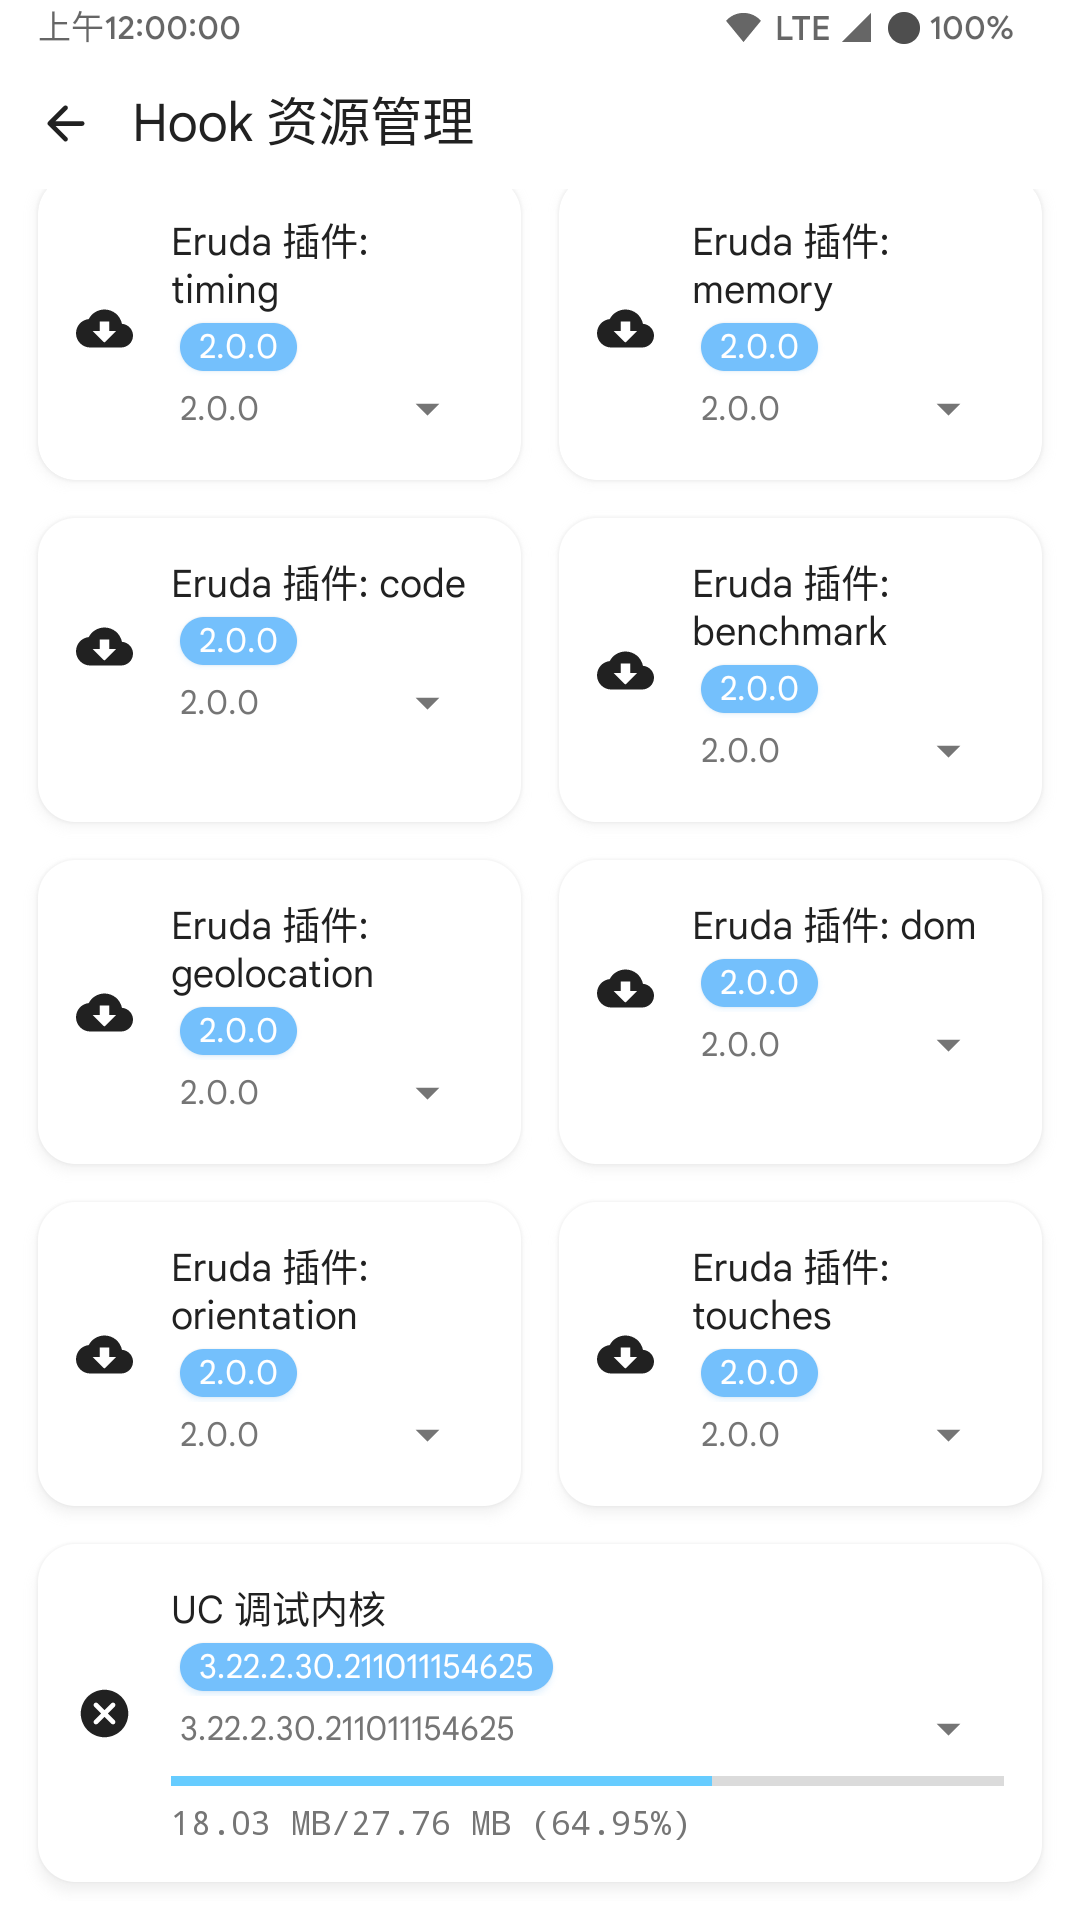 上午12:00:00 LTE 100%
Hook 资源管理
Eruda 插件:
timing
2.0.0
2.0.0
Eruda 插件:
memory
2.0.0
2.0.0
Eruda 插件: code
2.0.0
2.0.0
Eruda 插件:
benchmark
2.0.0
2.0.0
Eruda 插件:
geolocation
2.0.0
2.0.0
Eruda 插件: dom
2.0.0
2.0.0
Eruda 插件:
orientation
2.0.0
2.0.0
Eruda 插件:
touches
2.0.0
2.0.0
UC 调试内核
3.22.2.30.211011154625
3.22.2.30.211011154625
18.03 MB/27.76 MB (64.95%)